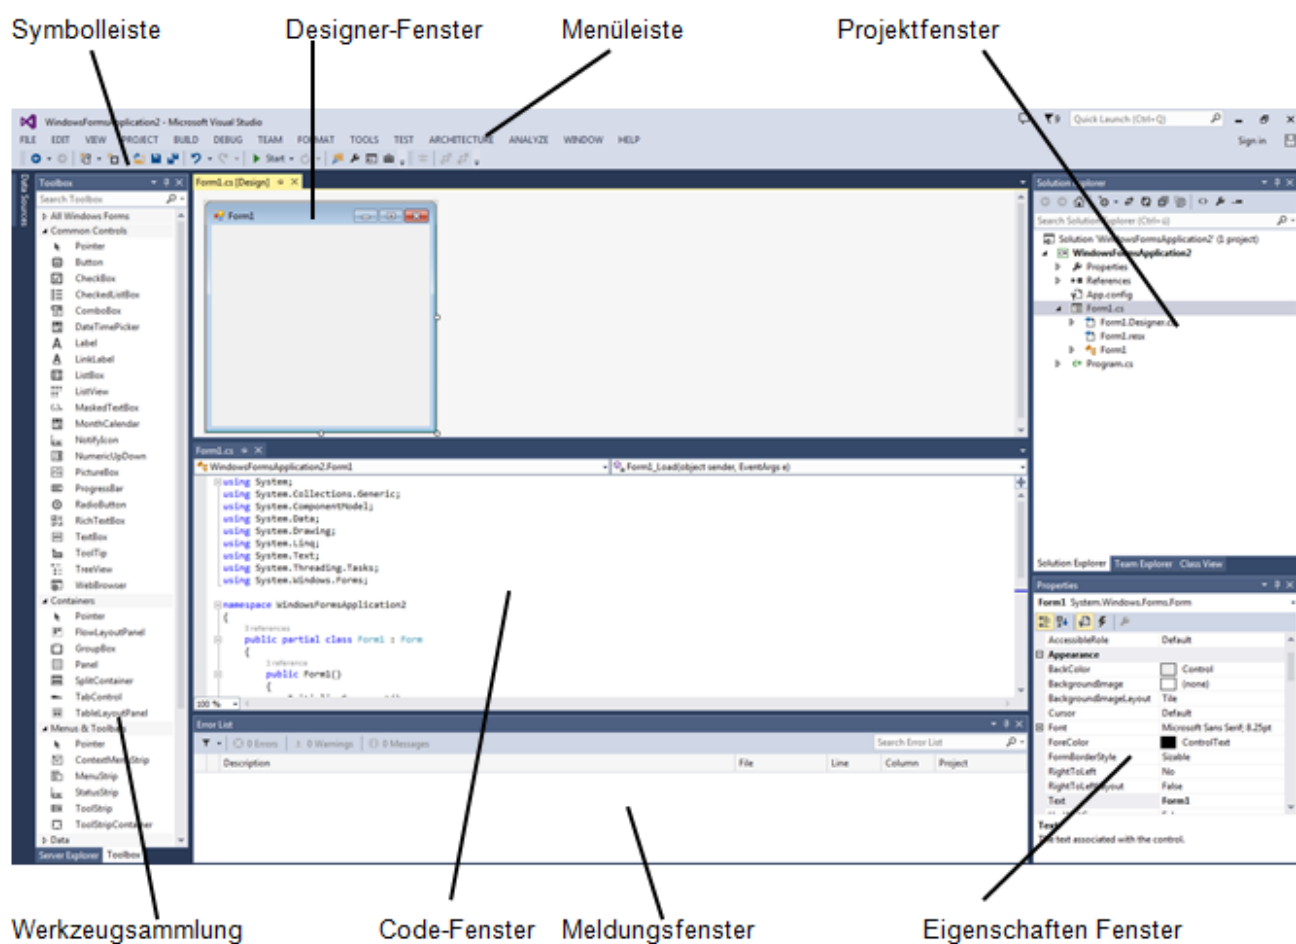 Symbolleiste Designer-Fenster Menüleiste Projektfenster
WindowsFormsApplication2 - Microsoft Visual Studio
9 Quick Launch (Ctrl+Q)
FILE EDIT VIEW PROJECT BUILD DEBUG TEAM FORMAT TOOLS TEST ARCHITECTURE ANALYZE WINDOW HELP
Sign in
Start
Data Sources
Toolbox
Search Toolbox
All Windows Forms
Common Controls
Pointer
Button
CheckBox
CheckedListBox
ComboBox
DateTimePicker
Label
LinkLabel
ListBox
ListView
MaskedTextBox
MonthCalendar
NotifyIcon
NumericUpDown
PictureBox
ProgressBar
RadioButton
RichTextBox
TextBox
ToolTip
TreeView
WebBrowser
Containers
Pointer
FlowLayoutPanel
GroupBox
Panel
SplitContainer
TabControl
TableLayoutPanel
Menus & Toolbars
Pointer
ContextMenuStrip
MenuStrip
StatusStrip
ToolStrip
ToolStripContainer
Data
Server Explorer Toolbox
Form1.cs [Design]
Form1
Form1.cs
WindowsFormsApplication2.Form1 Form1_Load(object sender, EventArgs e)
using System;
using System.Collections.Generic;
using System.ComponentModel;
using System.Data;
using System.Drawing;
using System.Linq;
using System.Text;
using System.Threading.Tasks;
using System.Windows.Forms;
namespace WindowsFormsApplication2
{
3 references
public partial class Form1 : Form
{
1 reference
public Form1()
{
100 %
Error List
0 Errors 0 Warnings 0 Messages Search Error List
Description File Line Column Project
Solution Explorer
Search Solution Explorer (Ctrl+ü)
Solution 'WindowsFormsApplication2' (1 project)
WindowsFormsApplication2
Properties
References
App.config
Form1.cs
Form1.Designer.cs
Form1.resx
Form1
Program.cs
Solution Explorer Team Explorer Class View
Properties
Form1 System.Windows.Forms.Form
AccessibleRole Default
Appearance
BackColor Control
BackgroundImage (none)
BackgroundImageLayout Tile
Cursor Default
Font Microsoft Sans Serif; 8.25pt
ForeColor ControlText
FormBorderStyle Sizable
RightToLeft No
RightToLeftLayout False
Text Form1
Text
The text associated with the control.
Werkzeugsammlung Code-Fenster Meldungsfenster Eigenschaften Fenster